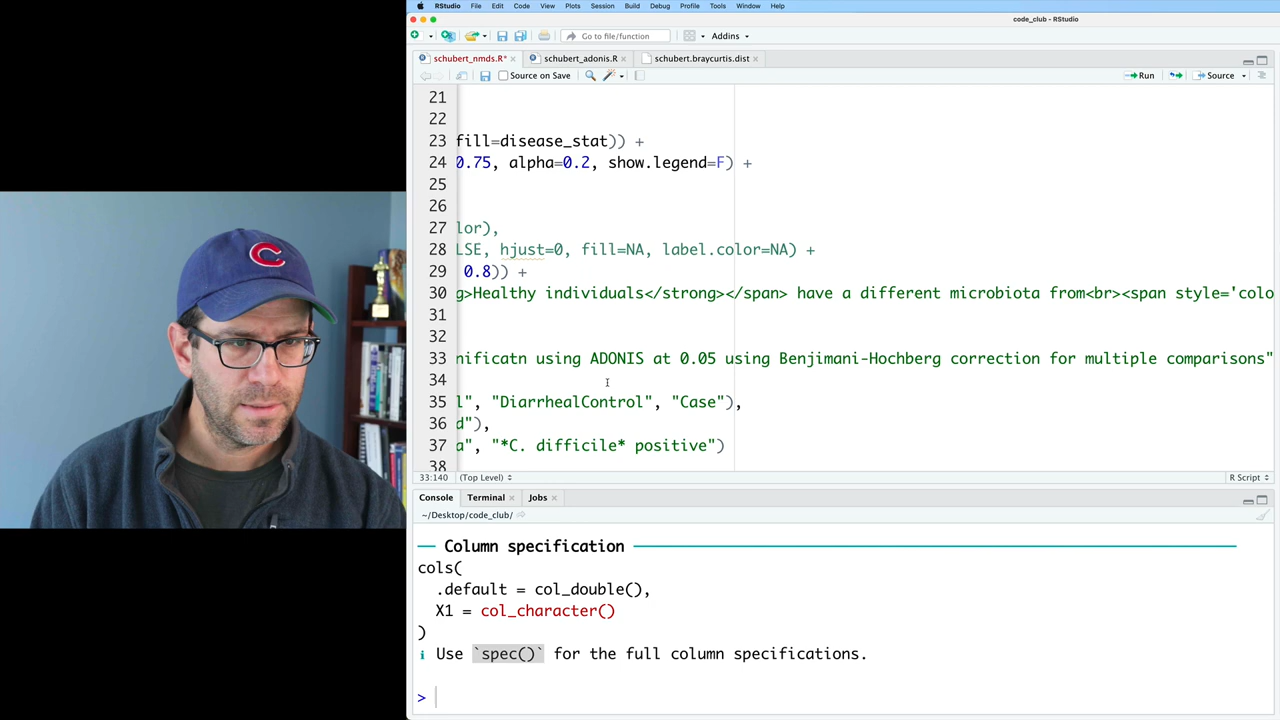 RStudio File Edit Code View Plots Session Build Debug Profile Tools Window Help
code_club - RStudio
Go to file/function Addins
schubert_nmds.R* schubert_adonis.R schubert.braycurtis.dist
Source on Save Run Source
21
22
23 fill=disease_stat)) +
24 0.75, alpha=0.2, show.legend=F) +
25
26
27 lor),
28 LSE, hjust=0, fill=NA, label.color=NA) +
29 0.8)) +
30 g>Healthy individuals</strong></span> have a different microbiota from<br><span style='colo
31
32
33 nificatn using ADONIS at 0.05 using Benjimani-Hochberg correction for multiple comparisons"
34
35 l", "DiarrhealControl", "Case"),
36 d"),
37 a", "*C. difficile* positive")
38
33:140 (Top Level) R Script
Console Terminal Jobs
~/Desktop/code_club/
Column specification
cols(
.default = col_double(),
X1 = col_character()
)
i Use `spec()` for the full column specifications.
>
C